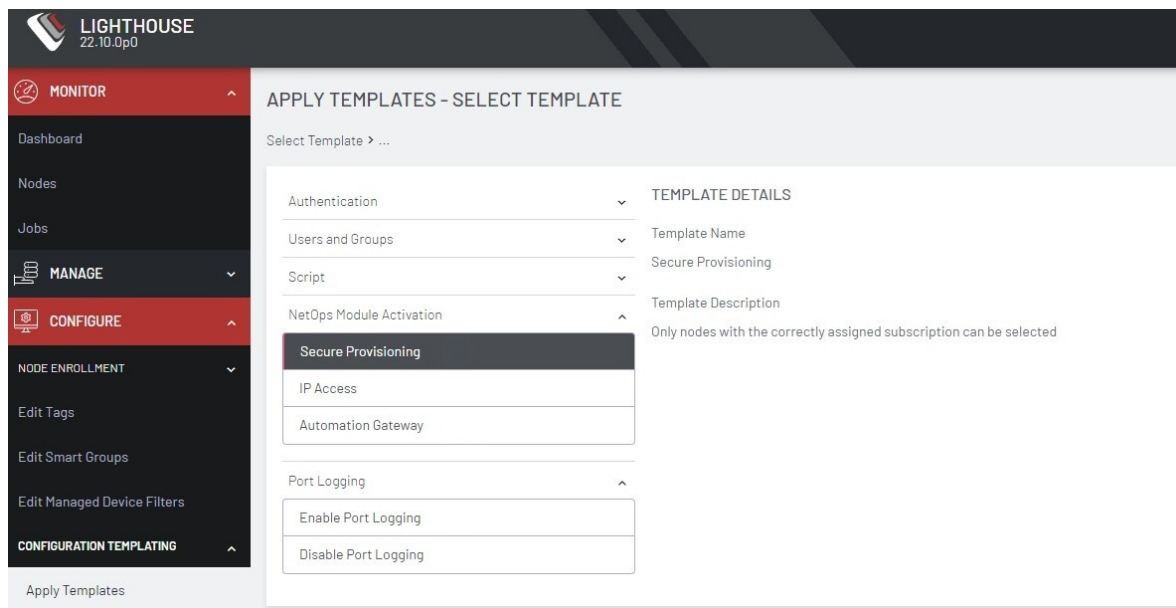 LIGHTHOUSE
22.10.0p0
MONITOR
Dashboard
Nodes
Jobs
MANAGE
CONFIGURE
NODE ENROLLMENT
Edit Tags
Edit Smart Groups
Edit Managed Device Filters
CONFIGURATION TEMPLATING
Apply Templates
APPLY TEMPLATES - SELECT TEMPLATE
Select Template > ...
Authentication
Users and Groups
Script
NetOps Module Activation
Secure Provisioning
IP Access
Automation Gateway
Port Logging
Enable Port Logging
Disable Port Logging
TEMPLATE DETAILS
Template Name
Secure Provisioning
Template Description
Only nodes with the correctly assigned subscription can be selected